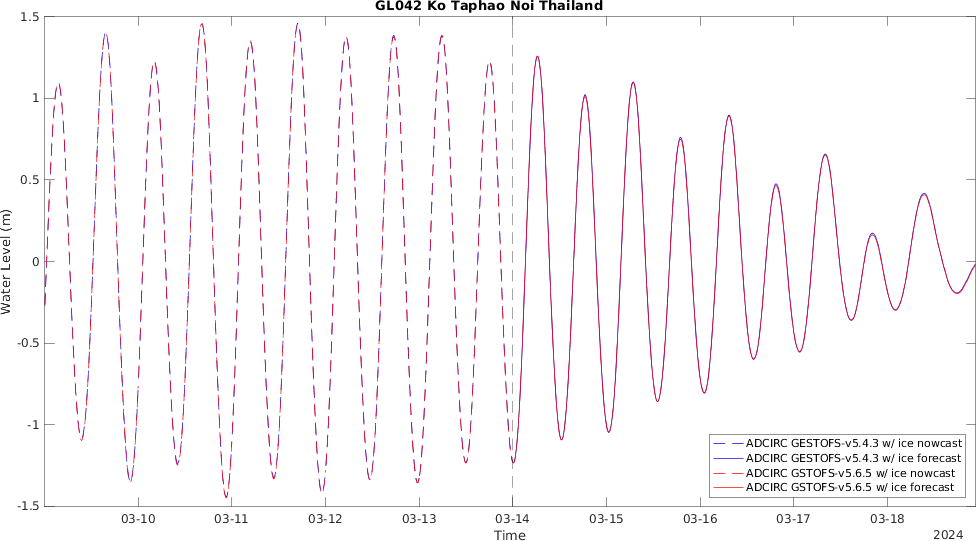 GL042 Ko Taphao Noi Thailand
1.5
1
0.5
0
-0.5
-1
-1.5
Water Level (m)
03-10 03-11 03-12 03-13 03-14 03-15 03-16 03-17 03-18
Time
2024
ADCIRC GESTOFS-v5.4.3 w/ ice nowcast
ADCIRC GESTOFS-v5.4.3 w/ ice forecast
ADCIRC GSTOFS-v5.6.5 w/ ice nowcast
ADCIRC GSTOFS-v5.6.5 w/ ice forecast